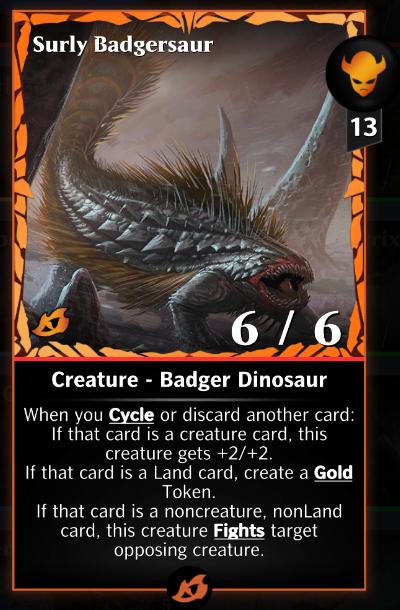 Surly Badgersaur
13
6 / 6
Creature - Badger Dinosaur
When you Cycle or discard another card:
If that card is a creature card, this
creature gets +2/+2.
If that card is a Land card, create a Gold
Token.
If that card is a noncreature, nonLand
card, this creature Fights target
opposing creature.